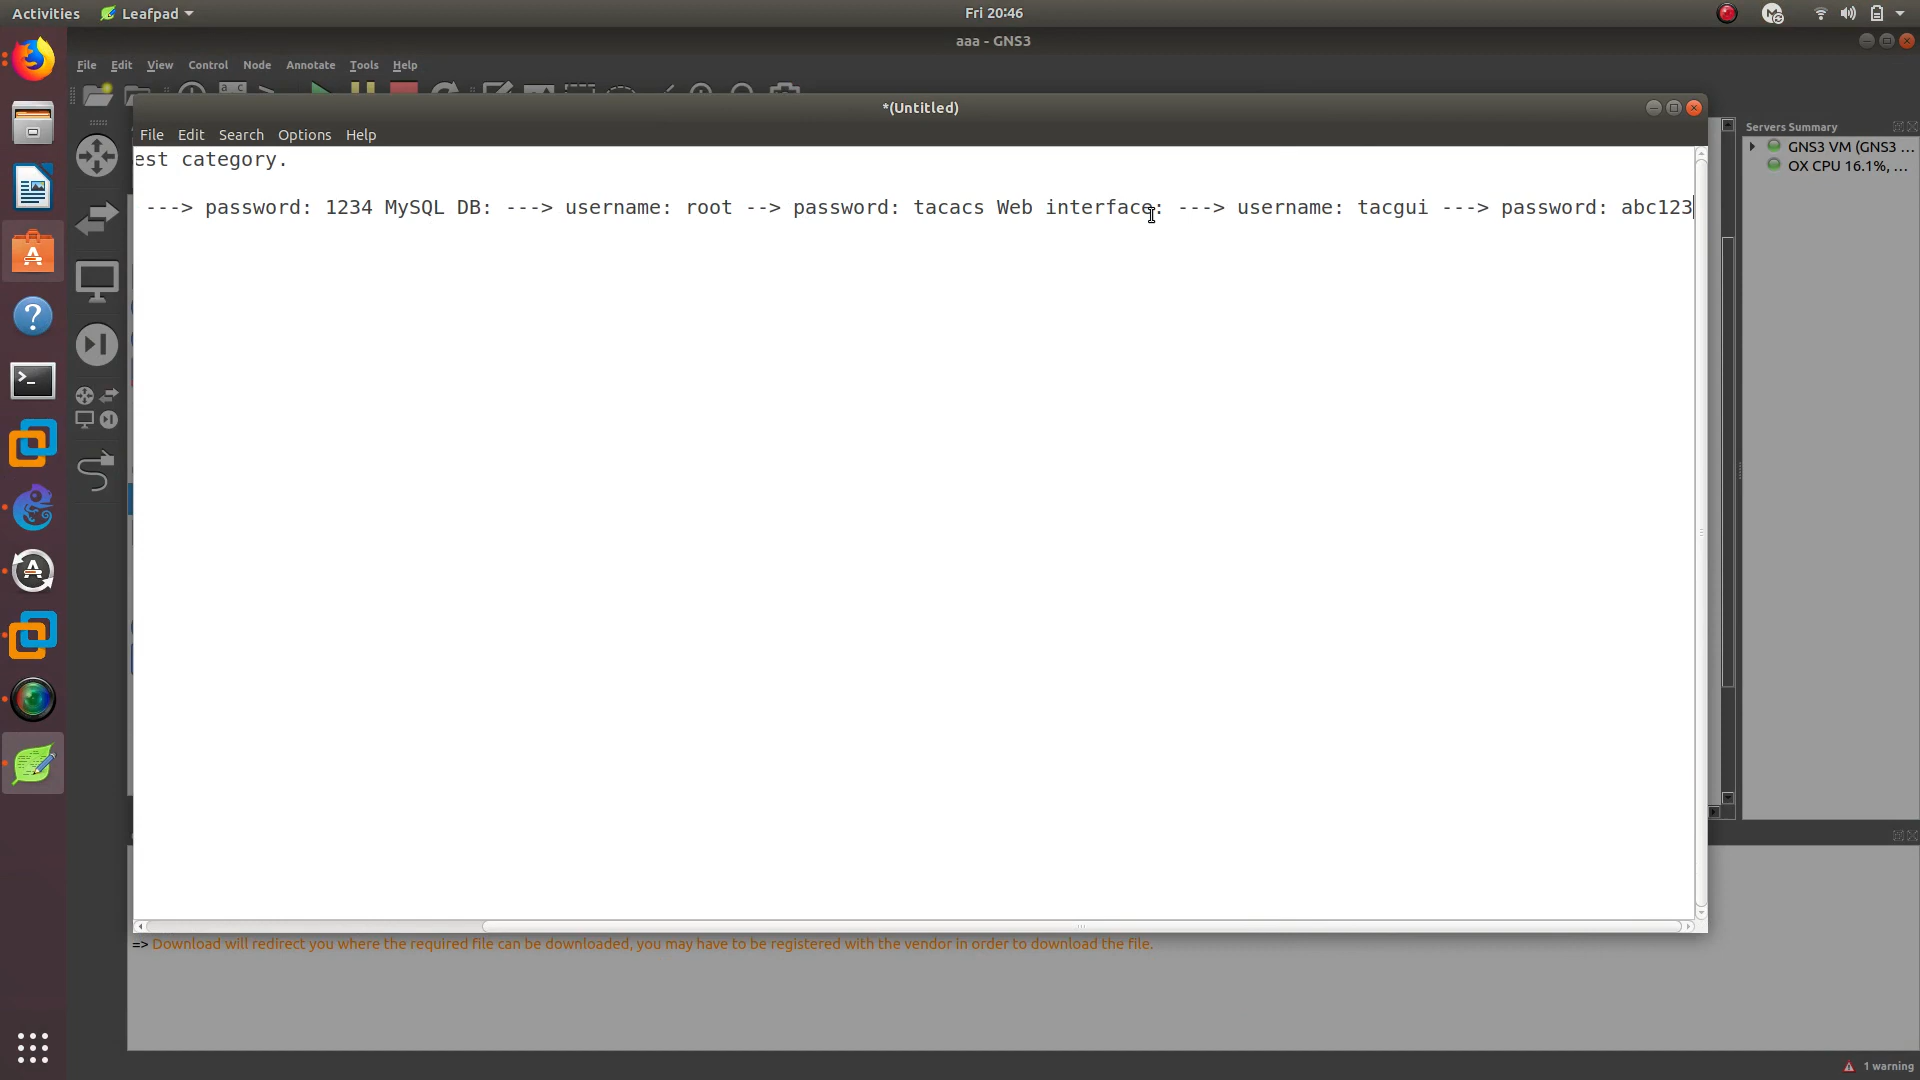 Activities Leafpad Fri 20:46
aaa - GNS3
File Edit View Control Node Annotate Tools Help
*(Untitled)
File Edit Search Options Help
est category.
---> password: 1234 MySQL DB: ---> username: root --> password: tacacs Web interface: ---> username: tacgui ---> password: abc123
Servers Summary
GNS3 VM (GNS3 ...
OX CPU 16.1%, ...
=> Download will redirect you where the required file can be downloaded, you may have to be registered with the vendor in order to download the file.
1 warning